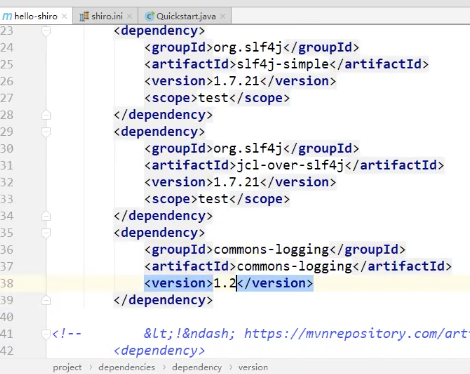 hello-shiro × shiro.ini × Quickstart.java ×
23 <dependency>
24 <groupId>org.slf4j</groupId>
25 <artifactId>slf4j-simple</artifactId>
26 <version>1.7.21</version>
27 <scope>test</scope>
28 </dependency>
29 <dependency>
30 <groupId>org.slf4j</groupId>
31 <artifactId>jcl-over-slf4j</artifactId>
32 <version>1.7.21</version>
33 <scope>test</scope>
34 </dependency>
35 <dependency>
36 <groupId>commons-logging</groupId>
37 <artifactId>commons-logging</artifactId>
38 <version>1.2</version>
39 </dependency>
40
41 <!-- &lt;!&ndash; https://mvnrepository.com/art
42 <dependency>
project › dependencies › dependency › version